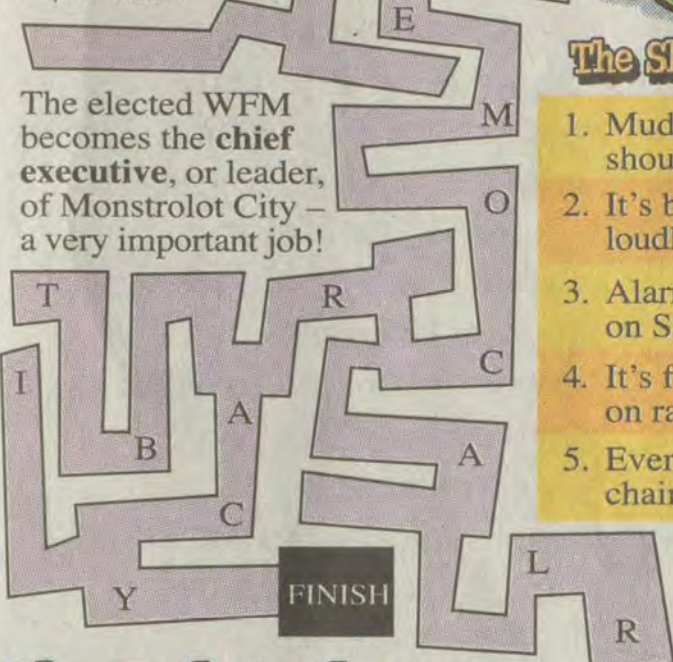 E
The
M
The elected WFM
becomes the chief
executive, or leader,
of Monstrolot City –
a very important job!
O
T
R
I
C
A
B
A
C
Y
FINISH
L
R
1. Mud
shou
2. It's b
loudl
3. Alar
on S
4. It's f
on ra
5. Ever
chair